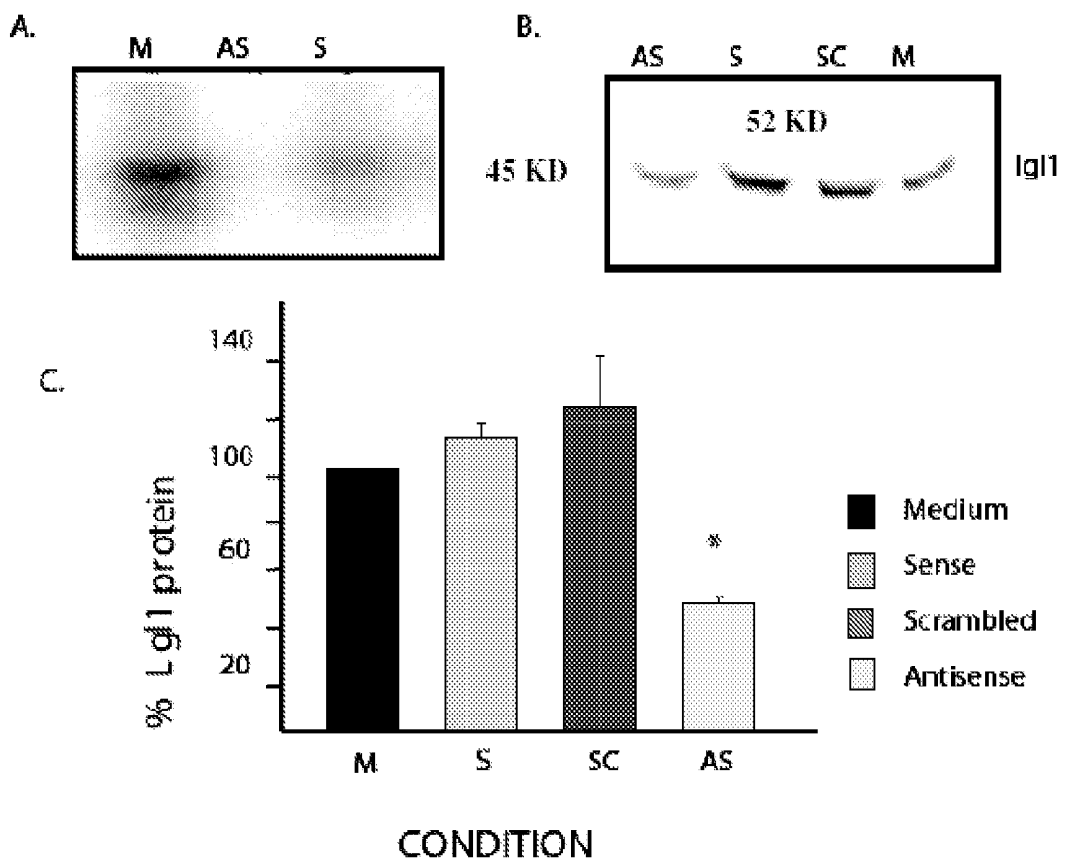 A.
M AS S
B.
AS S SC M
52 KD
45 KD
lgl1
C.
% Lgl1 protein
140
100
60
20
*
M S SC AS
CONDITION
Medium
Sense
Scrambled
Antisense